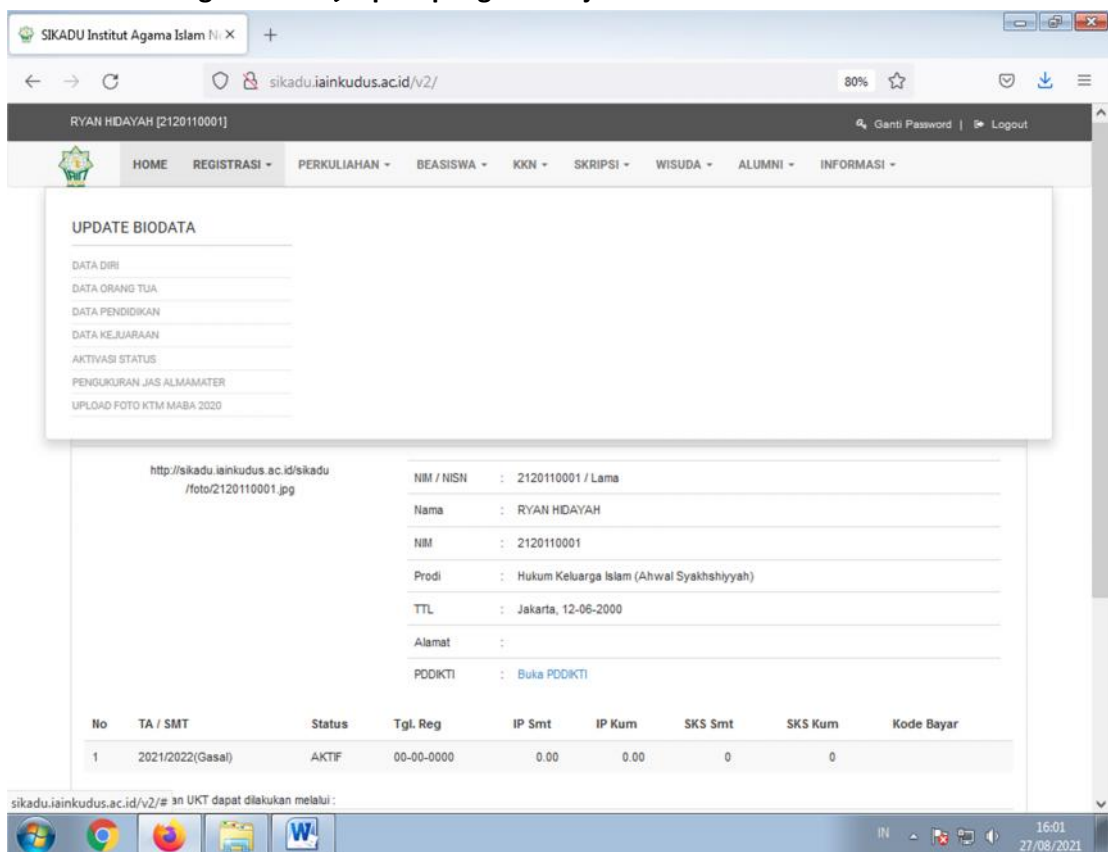 SIKADU Institut Agama Islam N
sikadu.iainkudus.ac.id/v2/
80%
RYAN HIDAYAH [2120110001]
Ganti Password | Logout
HOME REGISTRASI PERKULIAHAN BEASISWA KKN SKRIPSI WISUDA ALUMNI INFORMASI
UPDATE BIODATA
DATA DIRI
DATA ORANG TUA
DATA PENDIDIKAN
DATA KEJUARAAN
AKTIVASI STATUS
PENGUKURAN JAS ALMAMATER
UPLOAD FOTO KTM MABA 2020
http://sikadu.iainkudus.ac.id/sikadu
/foto/2120110001.jpg
NIM / NISN : 2120110001 / Lama
Nama : RYAN HIDAYAH
NIM : 2120110001
Prodi : Hukum Keluarga Islam (Ahwal Syakhshiyyah)
TTL : Jakarta, 12-06-2000
Alamat :
PDDIKTI : Buka PDDIKTI
No TA / SMT Status Tgl. Reg IP Smt IP Kum SKS Smt SKS Kum Kode Bayar
1 2021/2022(Gasal) AKTIF 00-00-0000 0.00 0.00 0 0
sikadu.iainkudus.ac.id/v2/# an UKT dapat dilakukan melalui :
IN 16:01
27/08/2021